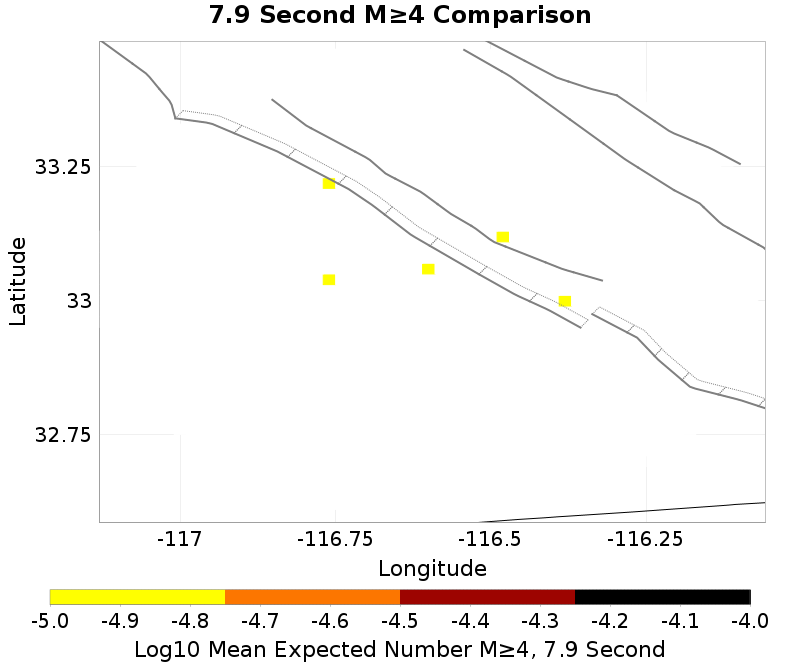 7.9 Second M≥4 Comparison
33.25
33
32.75
Latitude
-117 -116.75 -116.5 -116.25
Longitude
-5.0 -4.9 -4.8 -4.7 -4.6 -4.5 -4.4 -4.3 -4.2 -4.1 -4.0
Log10 Mean Expected Number M≥4, 7.9 Second